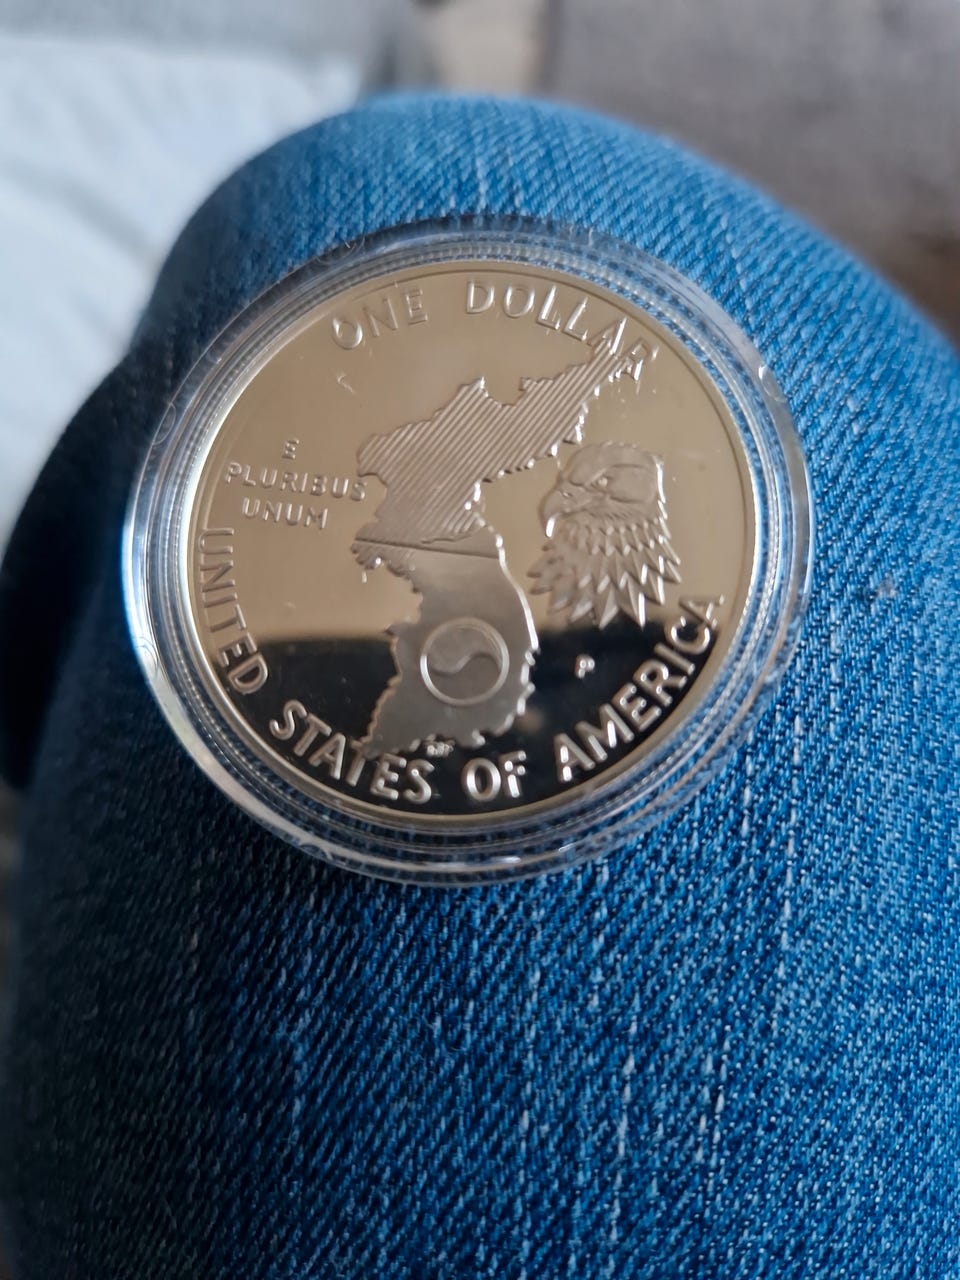 ONE DOLLAR
E
PLURIBUS
UNUM
P
UNITED STATES OF AMERICA